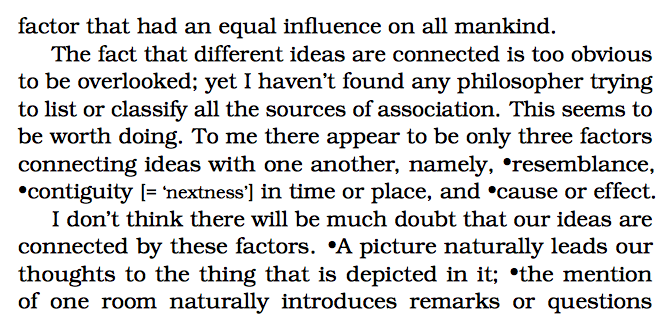 factor that had an equal influence on all mankind.
The fact that different ideas are connected is too obvious
to be overlooked; yet I haven’t found any philosopher trying
to list or classify all the sources of association. This seems to
be worth doing. To me there appear to be only three factors
connecting ideas with one another, namely, •resemblance,
•contiguity [= ‘nextness’] in time or place, and •cause or effect.
I don’t think there will be much doubt that our ideas are
connected by these factors. •A picture naturally leads our
thoughts to the thing that is depicted in it; •the mention
of one room naturally introduces remarks or questions